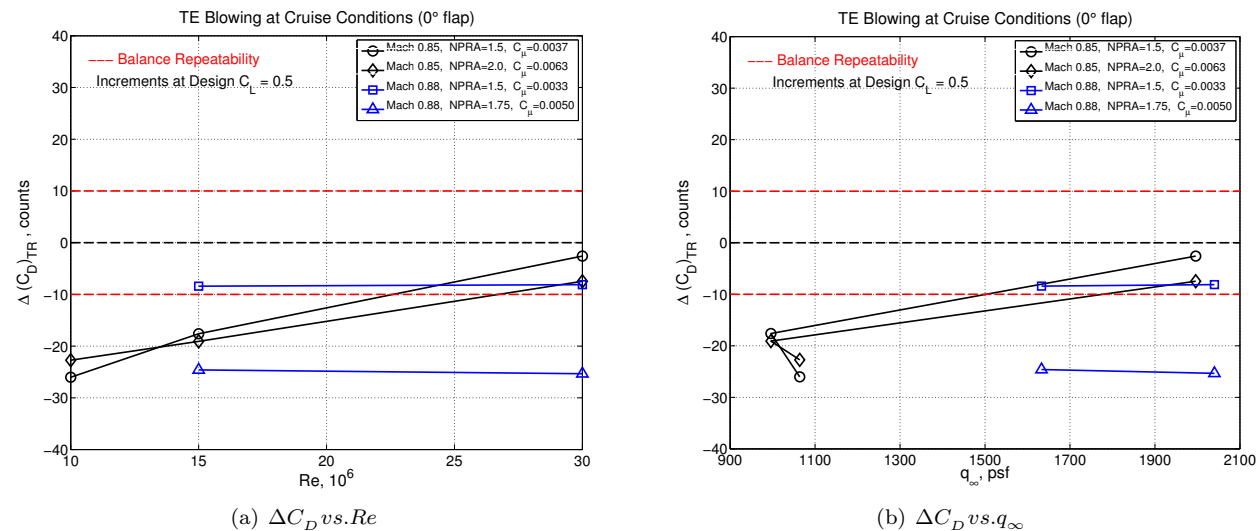 TE Blowing at Cruise Conditions (0° flap)
40
30
20
10
0
−10
−20
−30
−40
Δ (C_D)_TR, counts
--- Balance Repeatability
Increments at Design C_L = 0.5
Mach 0.85, NPRA=1.5, C_μ=0.0037
Mach 0.85, NPRA=2.0, C_μ=0.0063
Mach 0.88, NPRA=1.5, C_μ=0.0033
Mach 0.88, NPRA=1.75, C_μ=0.0050
10 15 20 25 30
Re, 10^6
(a) ΔC_D vs.Re
TE Blowing at Cruise Conditions (0° flap)
40
30
20
10
0
−10
−20
−30
−40
Δ (C_D)_TR, counts
--- Balance Repeatability
Increments at Design C_L = 0.5
Mach 0.85, NPRA=1.5, C_μ=0.0037
Mach 0.85, NPRA=2.0, C_μ=0.0063
Mach 0.88, NPRA=1.5, C_μ=0.0033
Mach 0.88, NPRA=1.75, C_μ=0.0050
900 1100 1300 1500 1700 1900 2100
q_∞, psf
(b) ΔC_D vs.q_∞